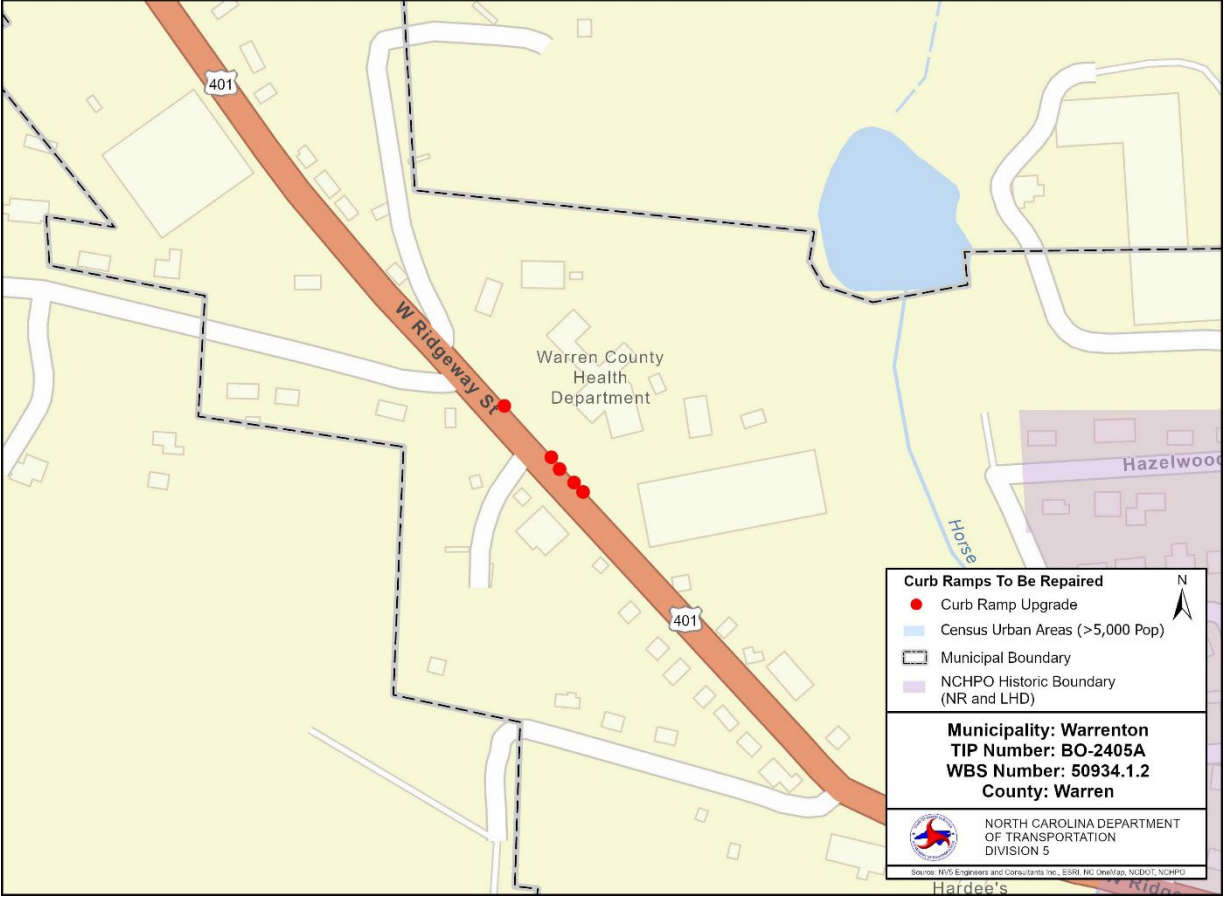 401
W Ridgeway St
Warren County
Health
Department
Hazelwood
Horse
401
Curb Ramps To Be Repaired
N
Curb Ramp Upgrade
Census Urban Areas (>5,000 Pop)
Municipal Boundary
NCHPO Historic Boundary
(NR and LHD)
Municipality: Warrenton
TIP Number: BO-2405A
WBS Number: 50934.1.2
County: Warren
NORTH CAROLINA DEPARTMENT
OF TRANSPORTATION
DIVISION 5
Source: NV5 Engineers and Consultants Inc., ESRI, NC OneMap, NCDOT, NCHPO
Hardee's
W Ridge